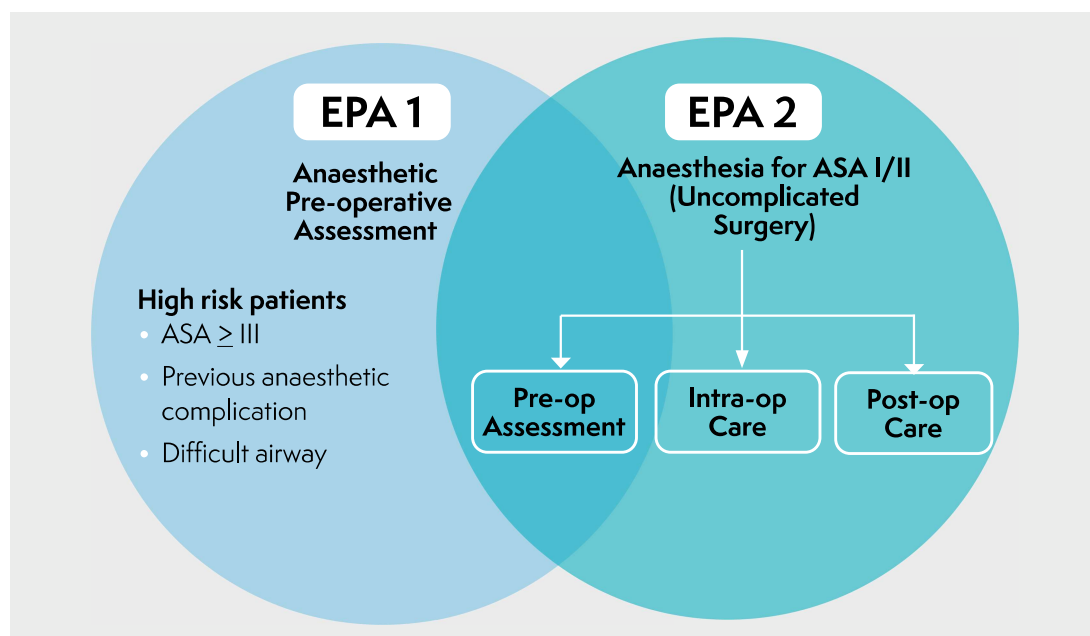 EPA 1
Anaesthetic
Pre-operative
Assessment
High risk patients
• ASA ≥ III
• Previous anaesthetic
complication
• Difficult airway
EPA 2
Anaesthesia for ASA I/II
(Uncomplicated
Surgery)
Pre-op
Assessment
Intra-op
Care
Post-op
Care